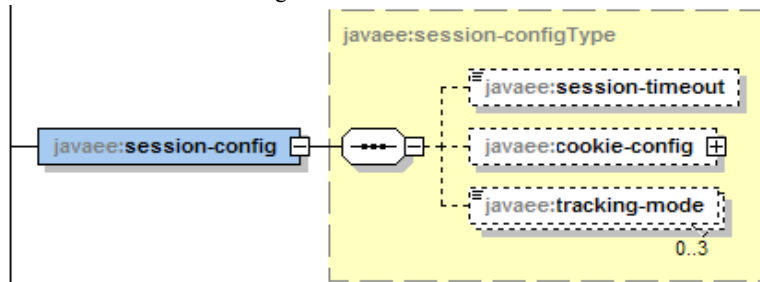 javaee:session-configType
javaee:session-timeout
javaee:session-config
javaee:cookie-config
javaee:tracking-mode
0..3